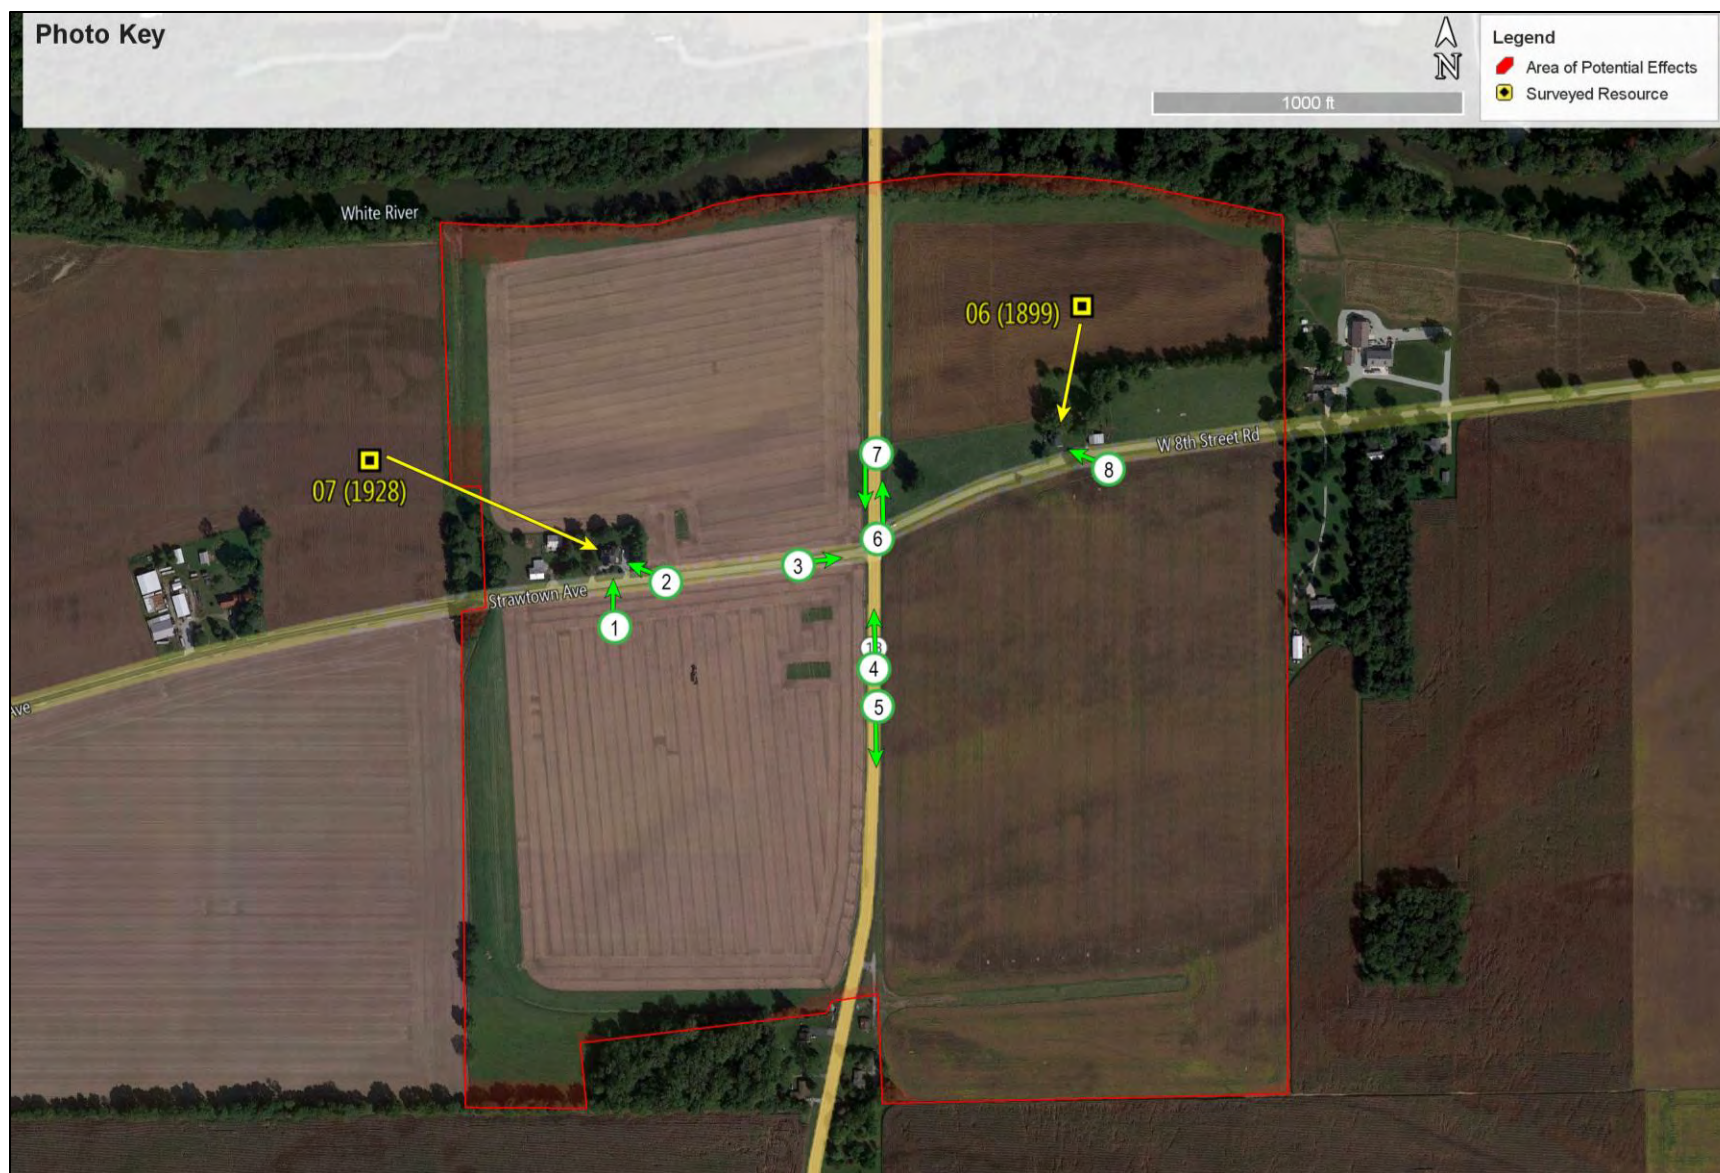 Photo Key
N
1000 ft
Legend
Area of Potential Effects
Surveyed Resource
White River
06 (1899)
W 8th Street Rd
07 (1928)
7
8
6
3
2
Strawtown Ave
1
4
5
Ave